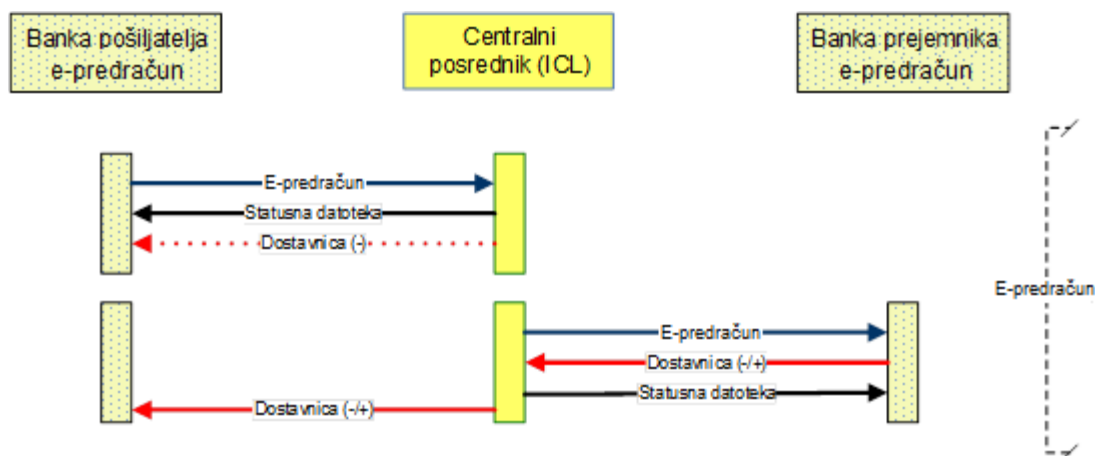 Banka pošiljatelja
e-predračun
Centralni
posrednik (ICL)
Banka prejemnika
e-predračun
E-predračun
Statusna datoteka
Dostavnica (-)
E-predračun
E-predračun
Dostavnica (-/+)
Statusna datoteka
Dostavnica (-/+)